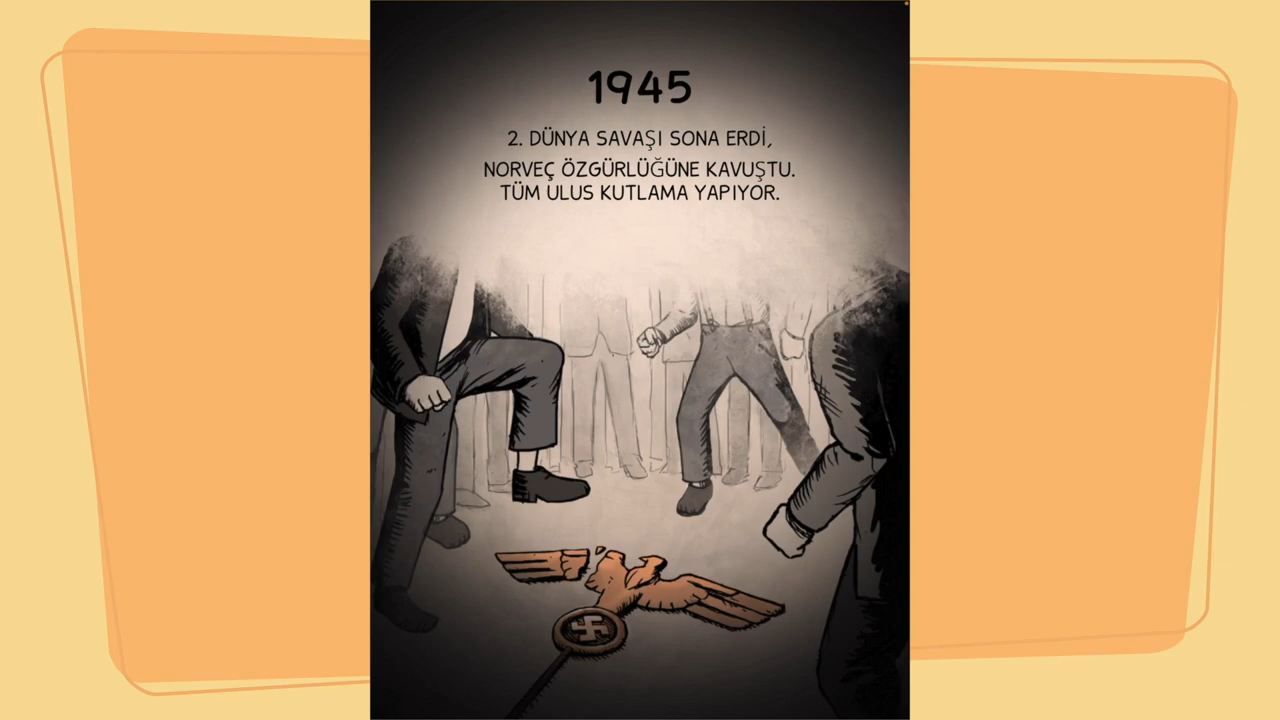 1945
2. DÜNYA SAVAŞI SONA ERDİ,
NORVEÇ ÖZGÜRLÜĞÜNE KAVUŞTU.
TÜM ULUS KUTLAMA YAPIYOR.